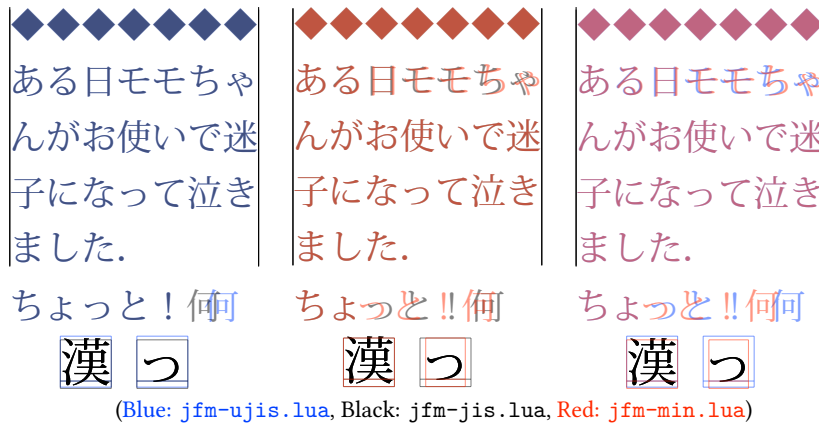 ◆◆◆◆◆◆ ◆◆◆◆◆◆ ◆◆◆◆◆◆
ある日モモちゃ ある日モモちゃ ある日モモちゃ
んがお使いで迷 んがお使いで迷 んがお使いで迷
子になって泣き 子になって泣き 子になって泣き
ました. ました. ました.
ちょっと！何 ちょっと！！何 ちょっと！！何
漢 っ 漢 っ 漢 っ
(Blue: jfm-ujis.lua, Black: jfm-jis.lua, Red: jfm-min.lua)